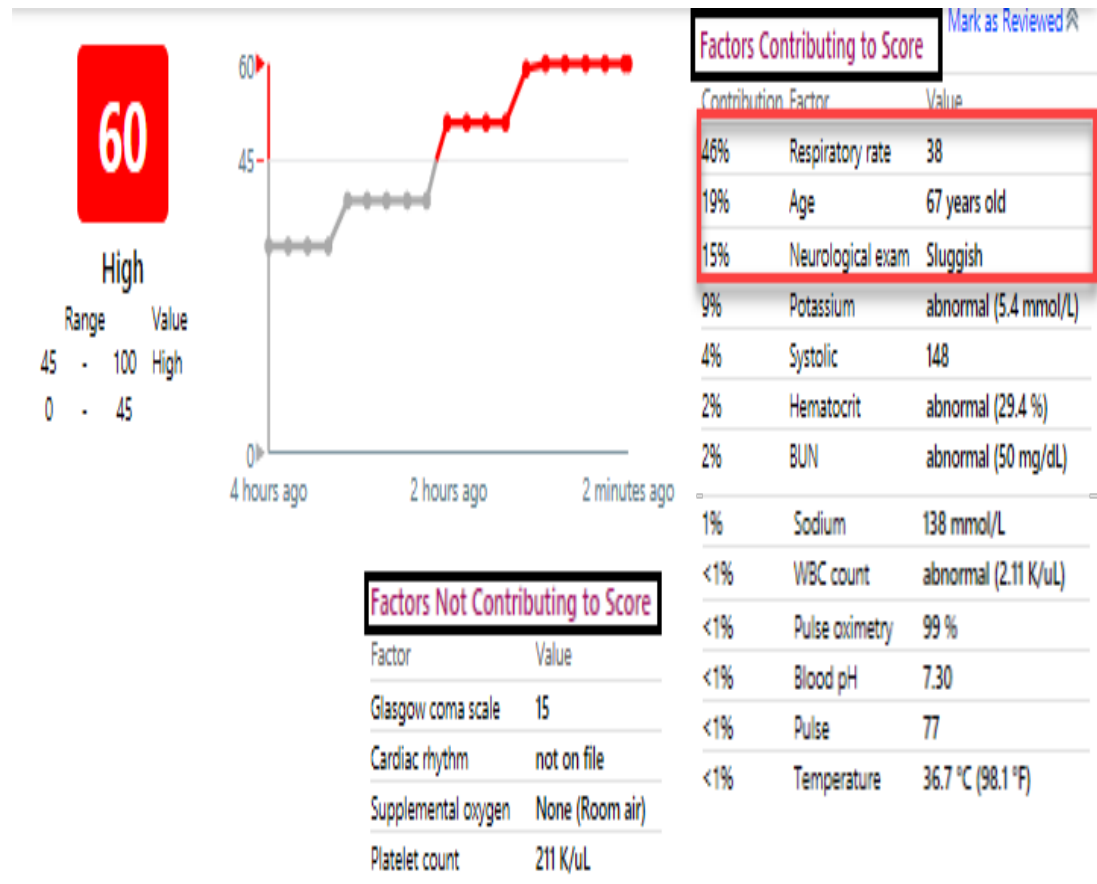 60
High
Range Value
45 - 100 High
0 - 45
60
45
0
4 hours ago 2 hours ago 2 minutes ago
Factors Not Contributing to Score
Factor Value
Glasgow coma scale 15
Cardiac rhythm not on file
Supplemental oxygen None (Room air)
Platelet count 211 K/uL
Mark as Reviewed
Factors Contributing to Score
Contribution Factor Value
46% Respiratory rate 38
19% Age 67 years old
15% Neurological exam Sluggish
9% Potassium abnormal (5.4 mmol/L)
4% Systolic 148
2% Hematocrit abnormal (29.4 %)
2% BUN abnormal (50 mg/dL)
1% Sodium 138 mmol/L
<1% WBC count abnormal (2.11 K/uL)
<1% Pulse oximetry 99 %
<1% Blood pH 7.30
<1% Pulse 77
<1% Temperature 36.7 °C (98.1 °F)